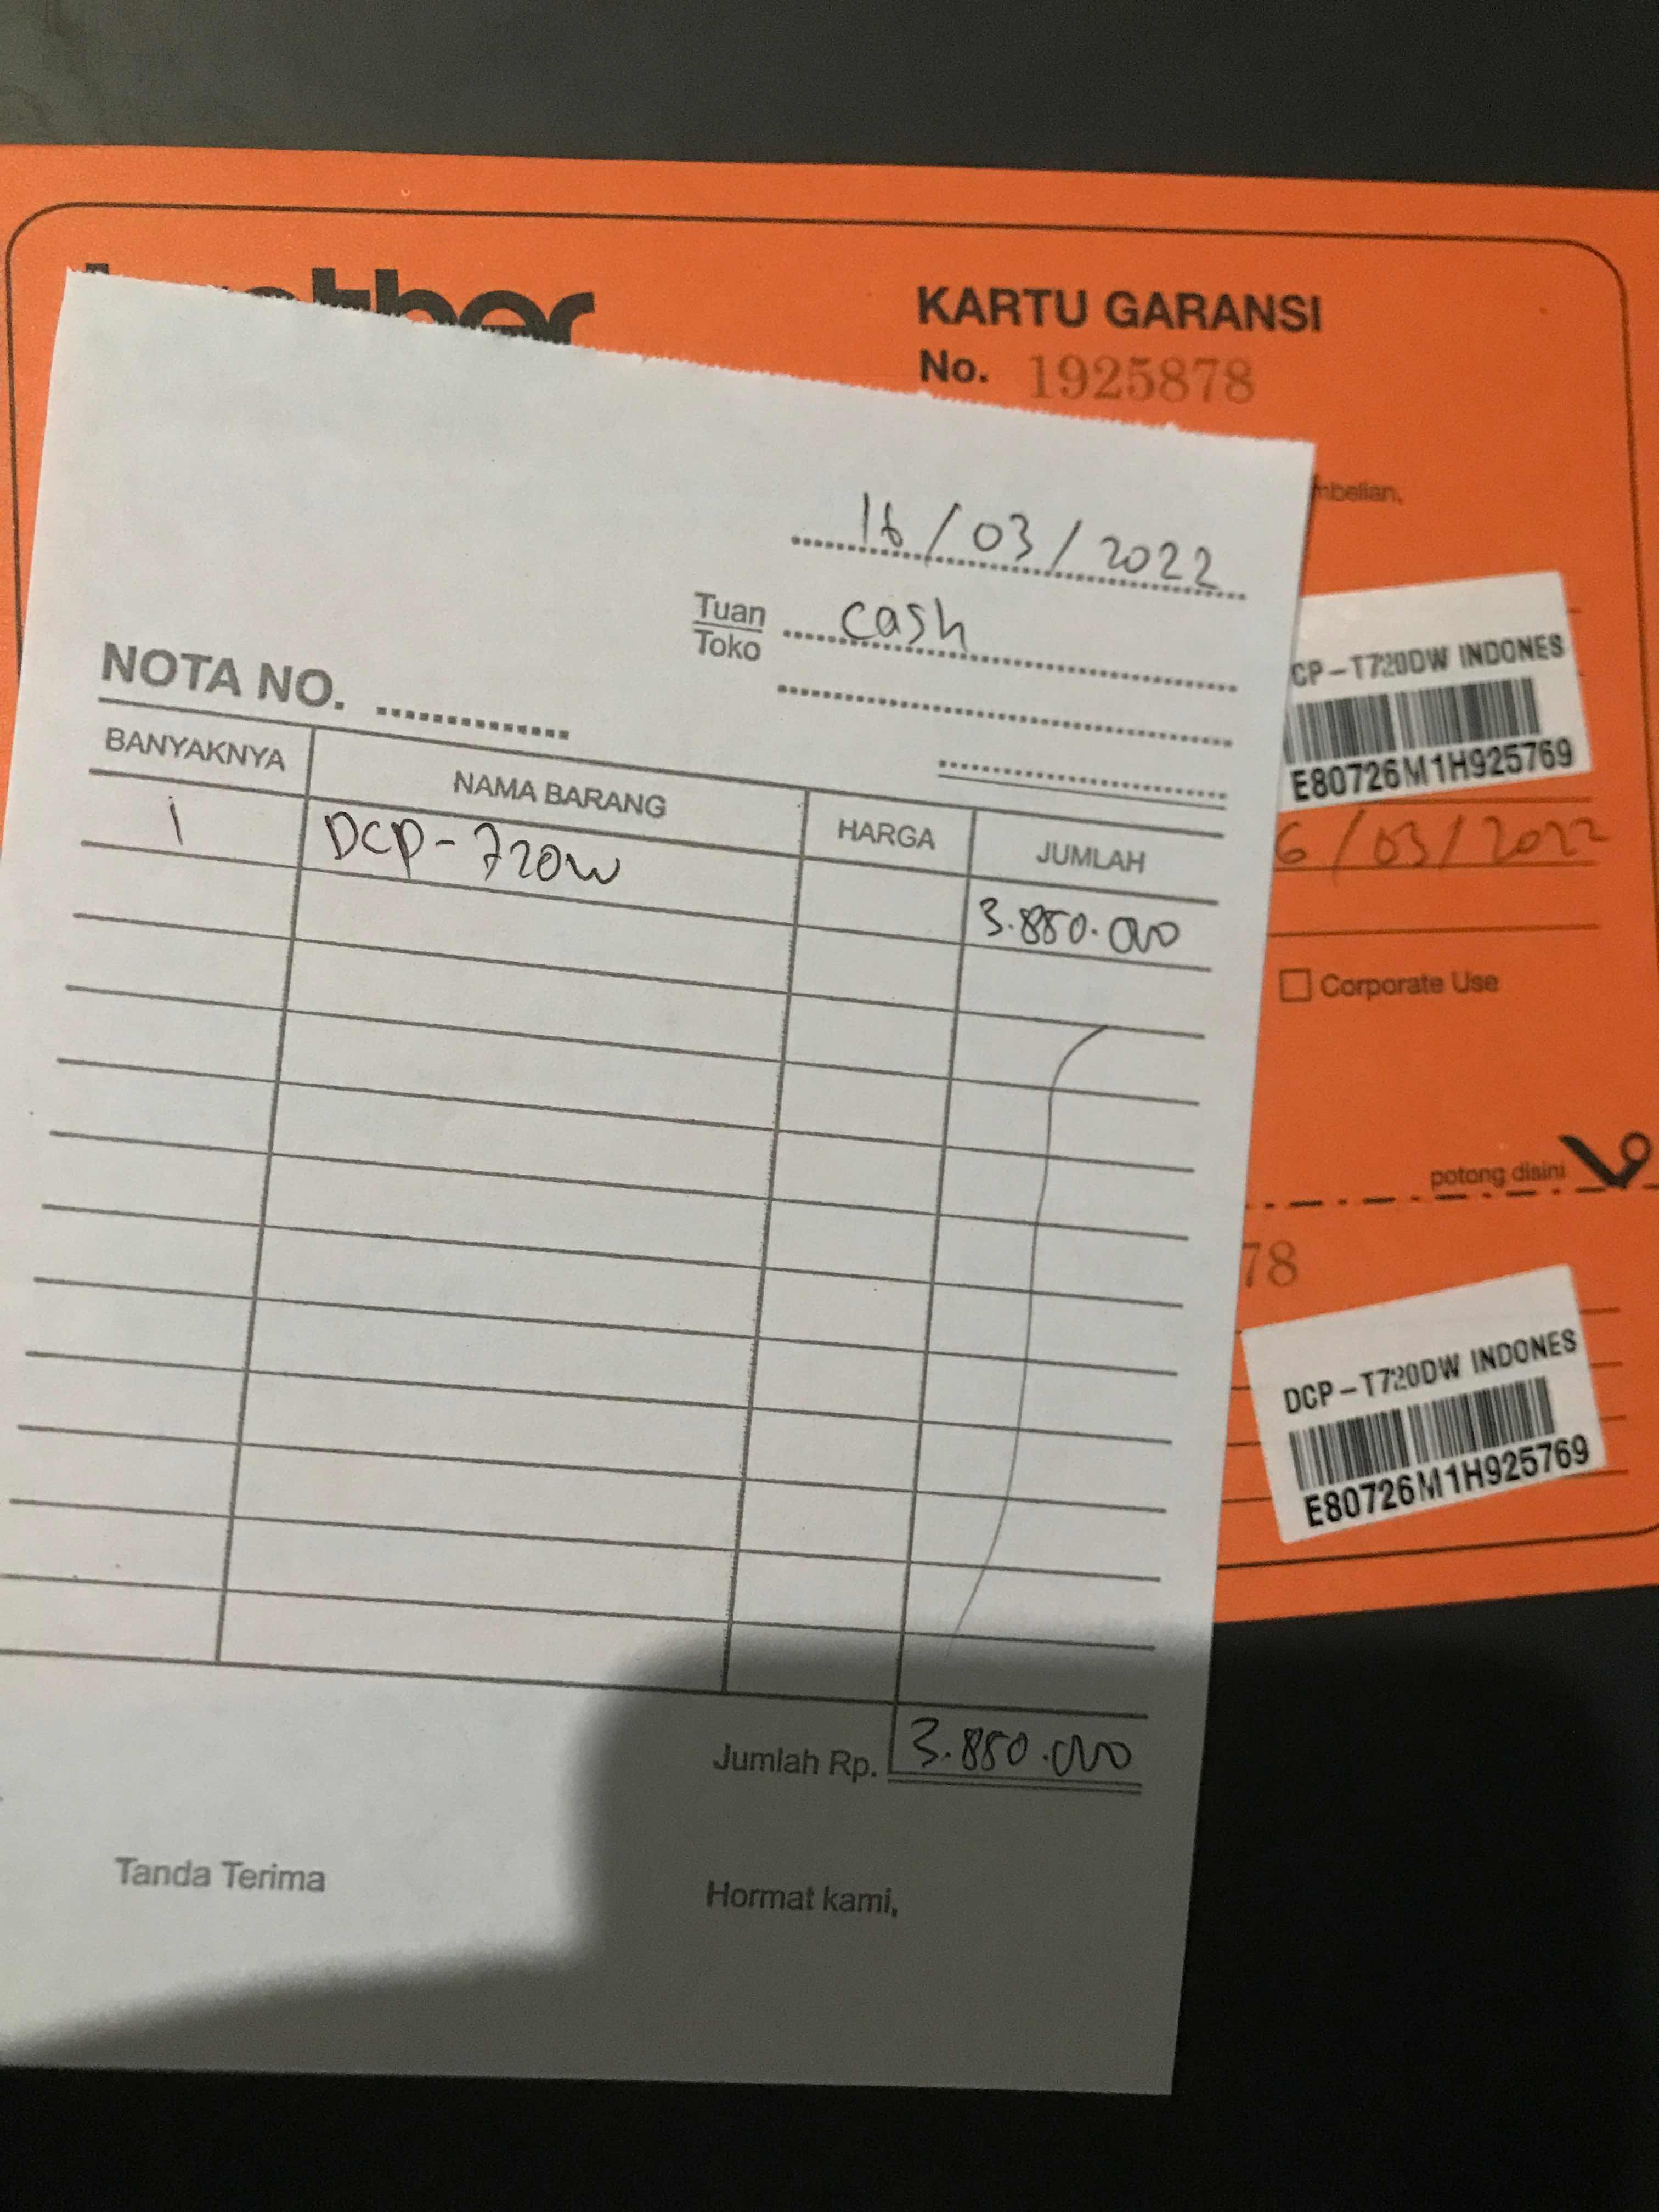 brother
KARTU GARANSI
No. 1925878
mbelian,
16/03/2022
Tuan cash
Toko
NOTA NO.
BANYAKNYA NAMA BARANG HARGA JUMLAH
1 DCP-720W 3.850.000
Jumlah Rp. 3.850.000
Tanda Terima Hormat kami,
CP-T720DW INDONES
E80726M1H925769
6/03/2022
Corporate Use
potong disini
78
DCP-T720DW INDONES
E80726M1H925769